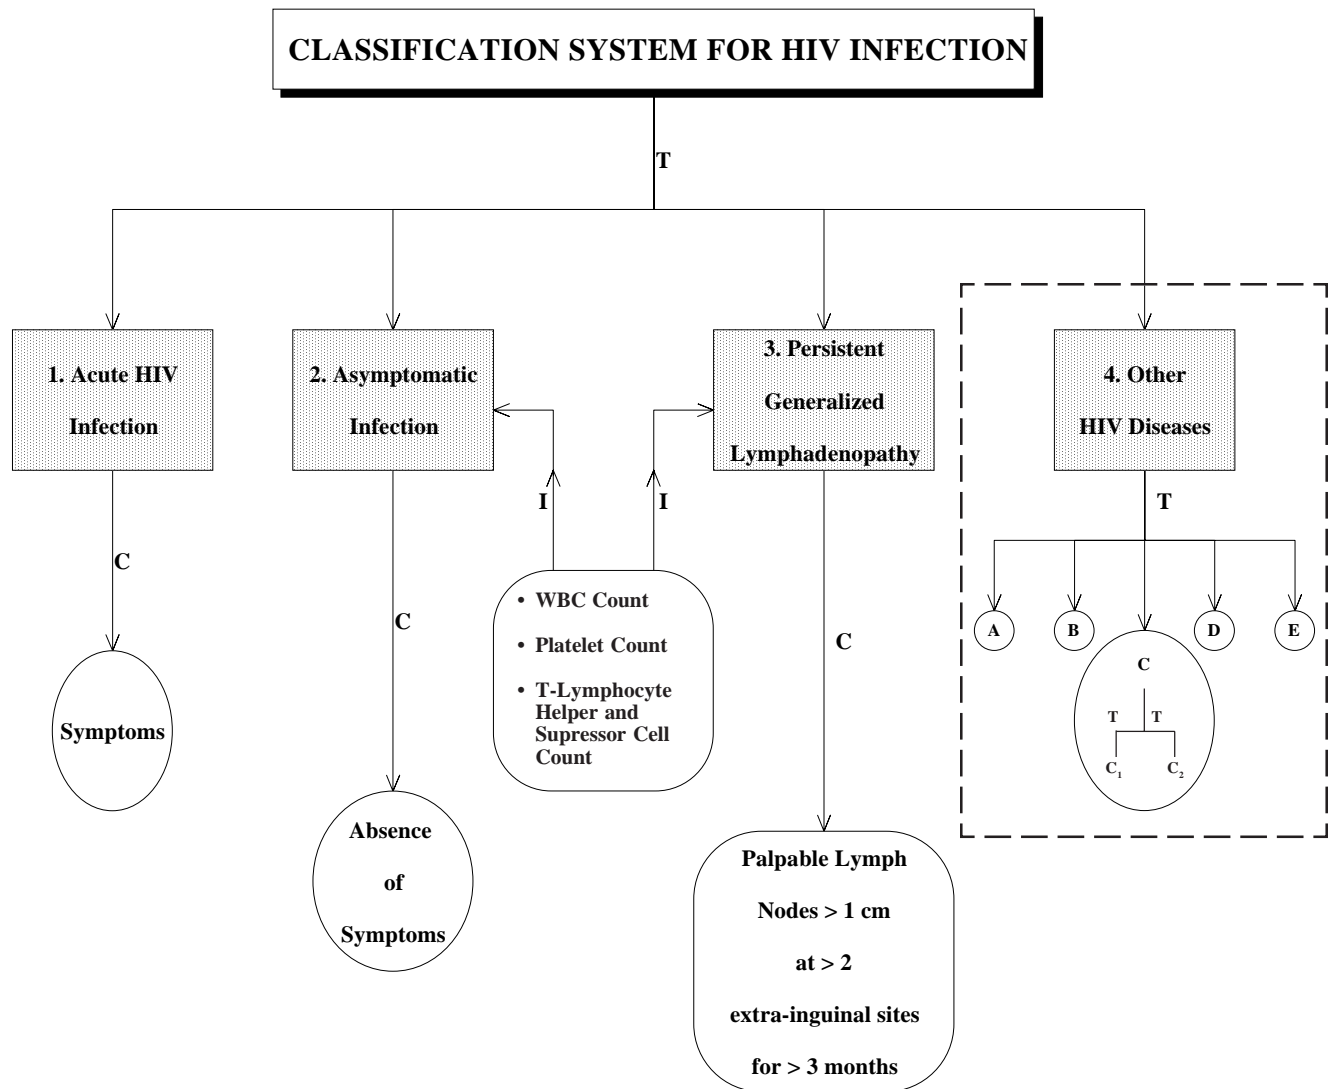 CLASSIFICATION SYSTEM FOR HIV INFECTION
T
1. Acute HIV
Infection
2. Asymptomatic
Infection
3. Persistent
Generalized
Lymphadenopathy
4. Other
HIV Diseases
C
Symptoms
C
Absence
of
Symptoms
I
I
• WBC Count
• Platelet Count
• T-Lymphocyte
Helper and
Supressor Cell
Count
C
Palpable Lymph
Nodes > 1 cm
at > 2
extra-inguinal sites
for > 3 months
T
A
B
C
T
T
C₁
C₂
D
E